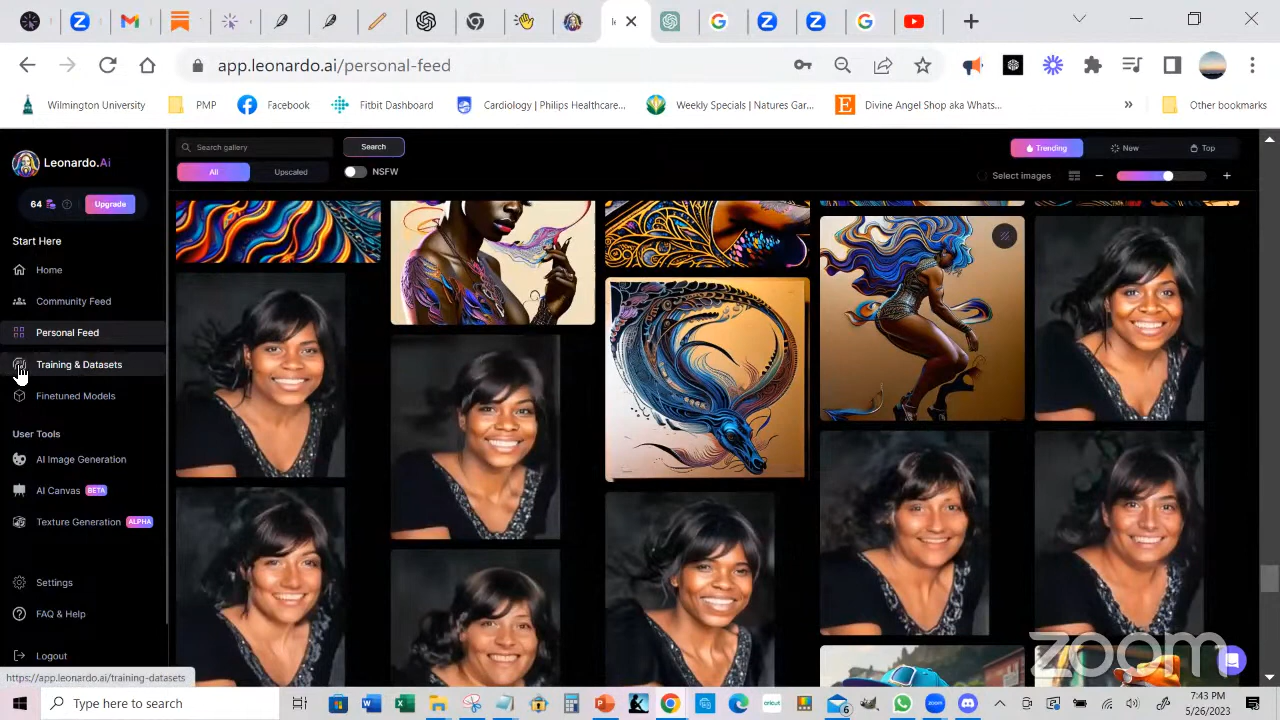 app.leonardo.ai/personal-feed
Wilmington University
PMP
Facebook
Fitbit Dashboard
Cardiology | Philips Healthcare...
Weekly Specials | Natures Gar...
Divine Angel Shop aka Whats...
»
Other bookmarks
Leonardo.Ai
Search gallery
Search
Trending
New
Top
All
Upscaled
NSFW
Select images
64
Upgrade
Start Here
Home
Community Feed
Personal Feed
Training & Datasets
Finetuned Models
User Tools
AI Image Generation
AI Canvas BETA
Texture Generation ALPHA
Settings
FAQ & Help
Logout
zoom
https://app.leonardo.ai/training-datasets
Type here to search
cricut
zoom
6
7:43 PM
5/26/2023